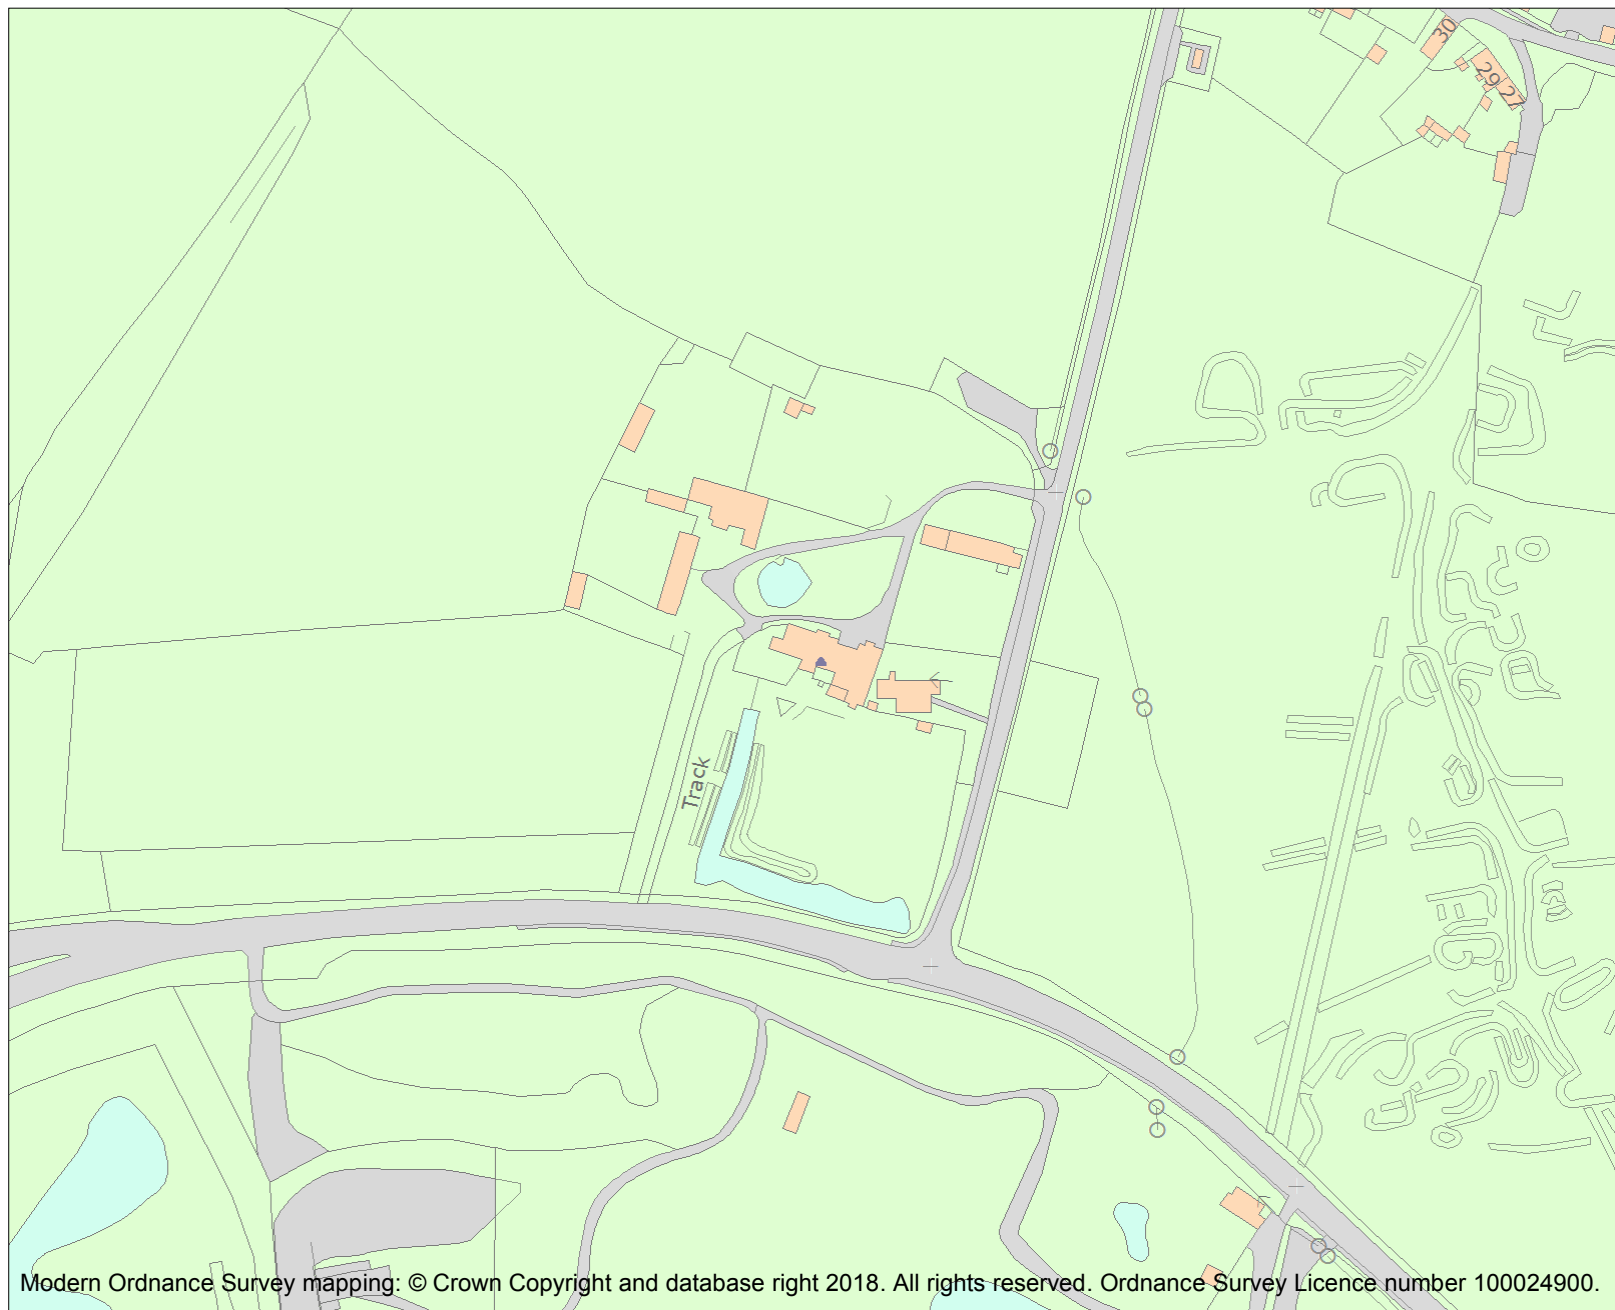 30
29
27
Track
Modern Ordnance Survey mapping: © Crown Copyright and database right 2018. All rights reserved. Ordnance Survey Licence number 100024900.